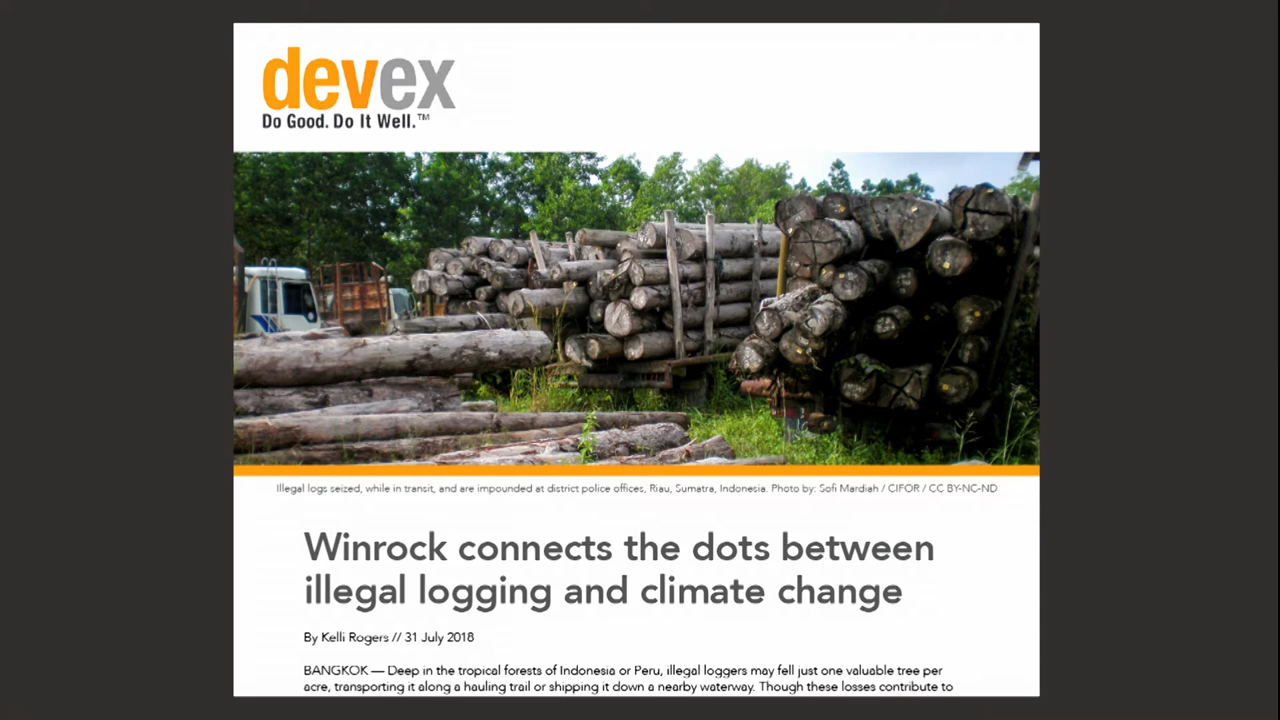 devex
Do Good. Do It Well.™
Illegal logs seized, while in transit, and are impounded at district police offices, Riau, Sumatra, Indonesia. Photo by: Sofi Mardiah / CIFOR / CC BY-NC-ND
Winrock connects the dots between
illegal logging and climate change
By Kelli Rogers // 31 July 2018
BANGKOK — Deep in the tropical forests of Indonesia or Peru, illegal loggers may fell just one valuable tree per
acre, transporting it along a hauling trail or shipping it down a nearby waterway. Though these losses contribute to